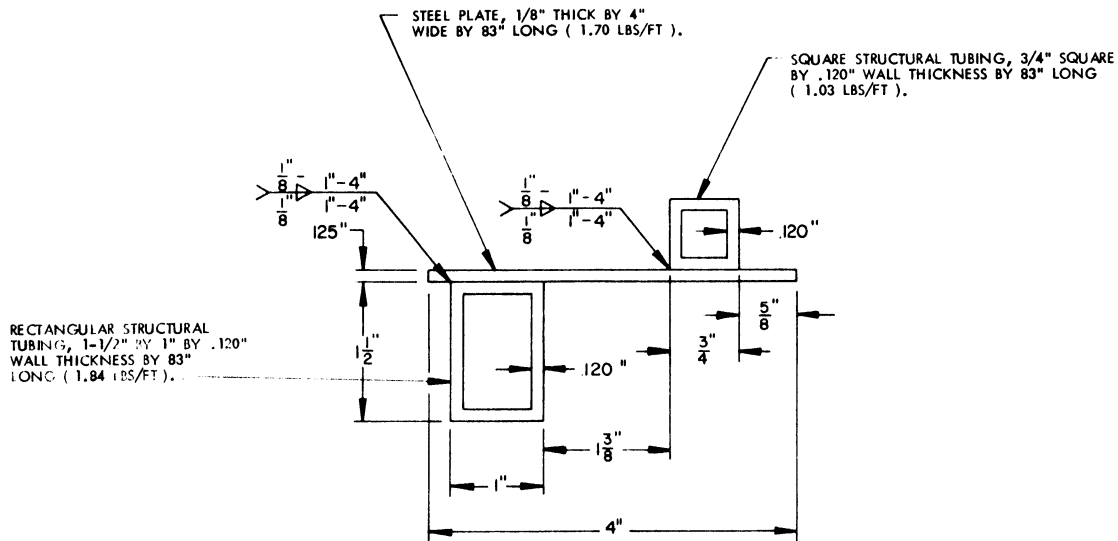 STEEL PLATE, 1/8" THICK BY 4"
WIDE BY 83" LONG ( 1.70 LBS/FT ).
SQUARE STRUCTURAL TUBING, 3/4" SQUARE
BY .120" WALL THICKNESS BY 83" LONG
( 1.03 LBS/FT ).
1/8" 1"-4"
1/8" 1"-4"
1/8" 1"-4"
1/8" 1"-4"
.125"
.120"
5/8"
3/4"
RECTANGULAR STRUCTURAL
TUBING, 1-1/2" BY 1" BY .120"
WALL THICKNESS BY 83"
LONG ( 1.84 LBS/FT ).
1 1/2"
.120"
1 3/8"
1"
4"